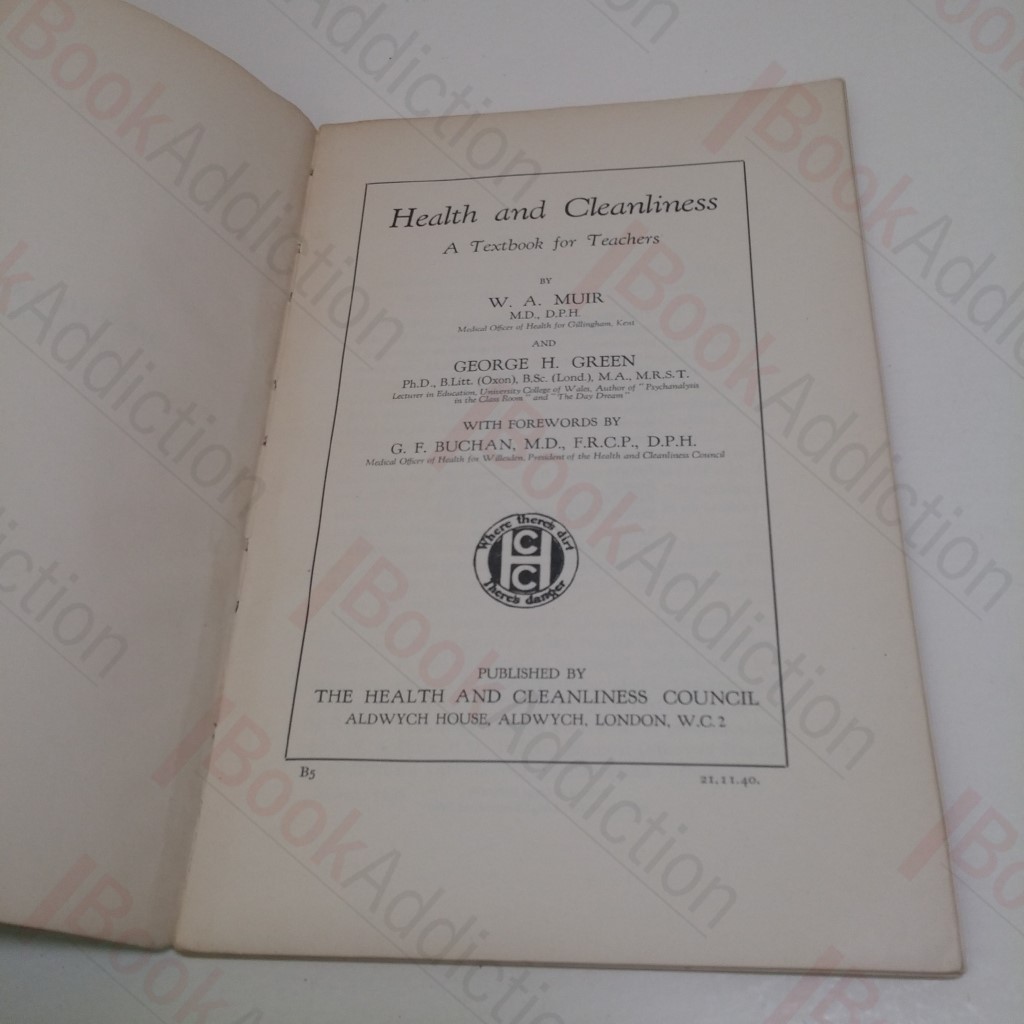 Health and Cleanliness
A Textbook for Teachers
BY
W. A. MUIR
M.D., D.P.H.
Medical Officer of Health for Gillingham, Kent
AND
GEORGE H. GREEN
Ph.D., B.Litt. (Oxon), B.Sc. (Lond.), M.A., M.R.S.T.
Lecturer in Education, University College of Wales, Author of "Psychanalysis
in the Class Room" and "The Day Dream"
WITH FOREWORDS BY
G. F. BUCHAN, M.D., F.R.C.P., D.P.H.
Medical Officer of Health for Willesden, President of the Health and Cleanliness Council
Where there's dirt
HCC
There's danger
PUBLISHED BY
THE HEALTH AND CLEANLINESS COUNCIL
ALDWYCH HOUSE, ALDWYCH, LONDON, W.C.2
B5
21.11.40.
BookAddiction